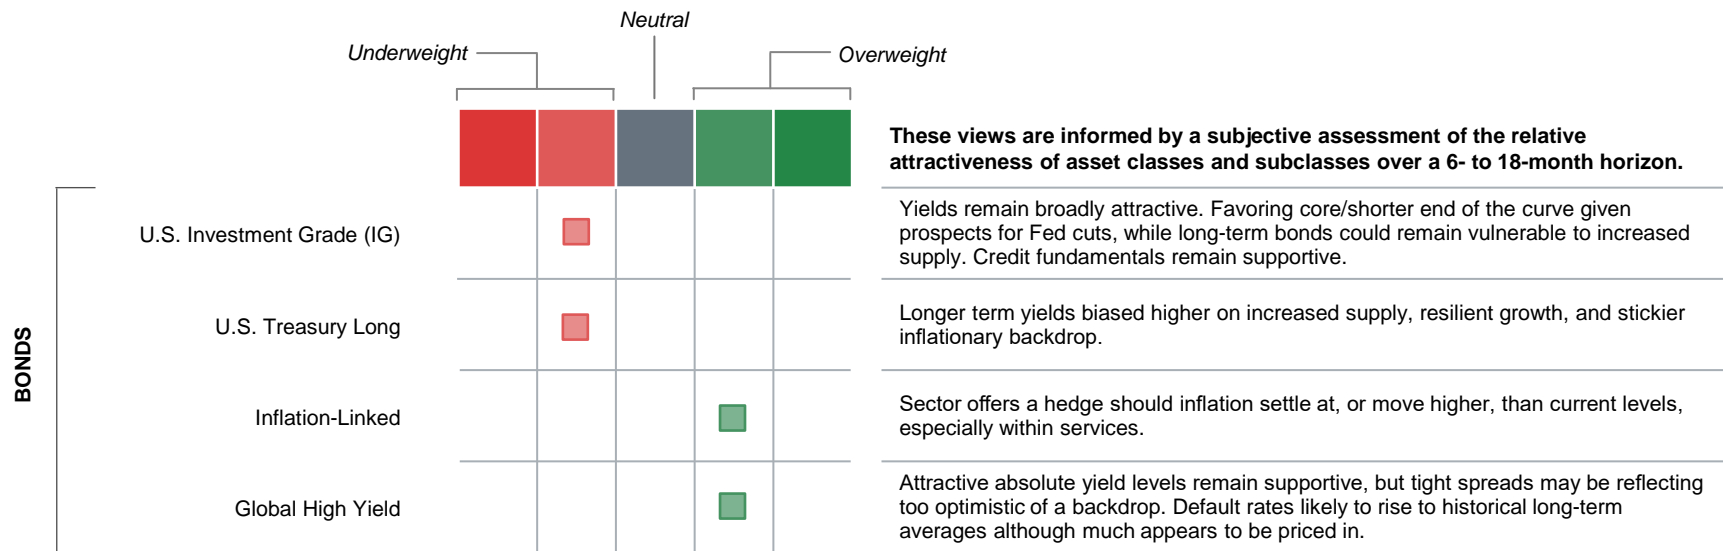 Neutral
Underweight
Overweight
These views are informed by a subjective assessment of the relative
attractiveness of asset classes and subclasses over a 6- to 18-month horizon.
BONDS
U.S. Investment Grade (IG)
Yields remain broadly attractive. Favoring core/shorter end of the curve given
prospects for Fed cuts, while long-term bonds could remain vulnerable to increased
supply. Credit fundamentals remain supportive.
U.S. Treasury Long
Longer term yields biased higher on increased supply, resilient growth, and stickier
inflationary backdrop.
Inflation-Linked
Sector offers a hedge should inflation settle at, or move higher, than current levels,
especially within services.
Global High Yield
Attractive absolute yield levels remain supportive, but tight spreads may be reflecting
too optimistic of a backdrop. Default rates likely to rise to historical long-term
averages although much appears to be priced in.